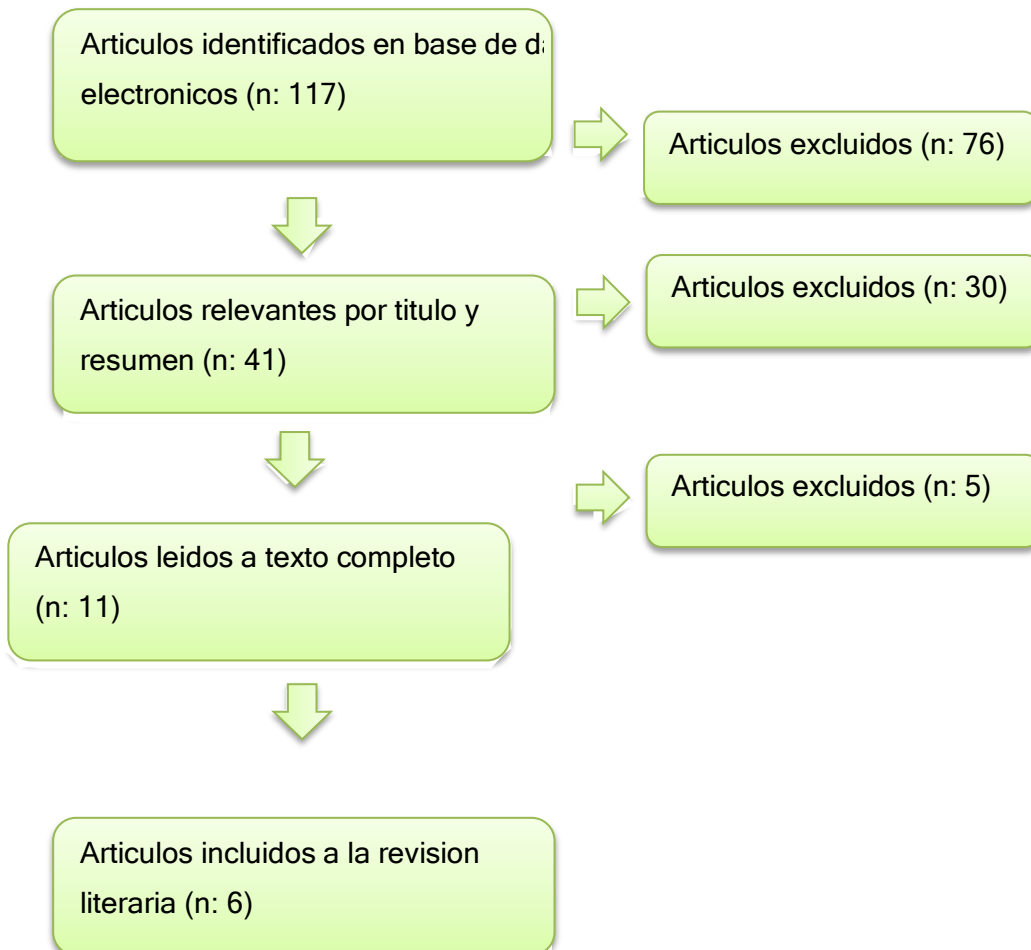 Articulos identificados en base de
electronicos (n: 117)
Articulos excluidos (n: 76)
Articulos relevantes por titulo y
resumen (n: 41)
Articulos excluidos (n: 30)
Articulos leidos a texto completo
(n: 11)
Articulos excluidos (n: 5)
Articulos incluidos a la revision
literaria (n: 6)